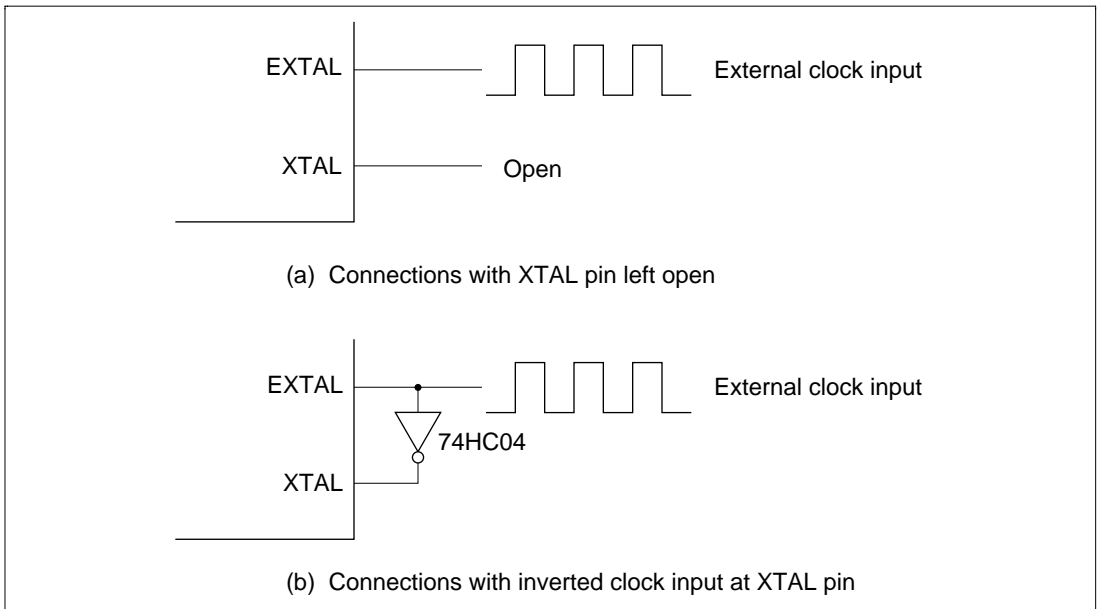 EXTAL
External clock input
XTAL
Open
(a) Connections with XTAL pin left open
EXTAL
External clock input
74HC04
XTAL
(b) Connections with inverted clock input at XTAL pin